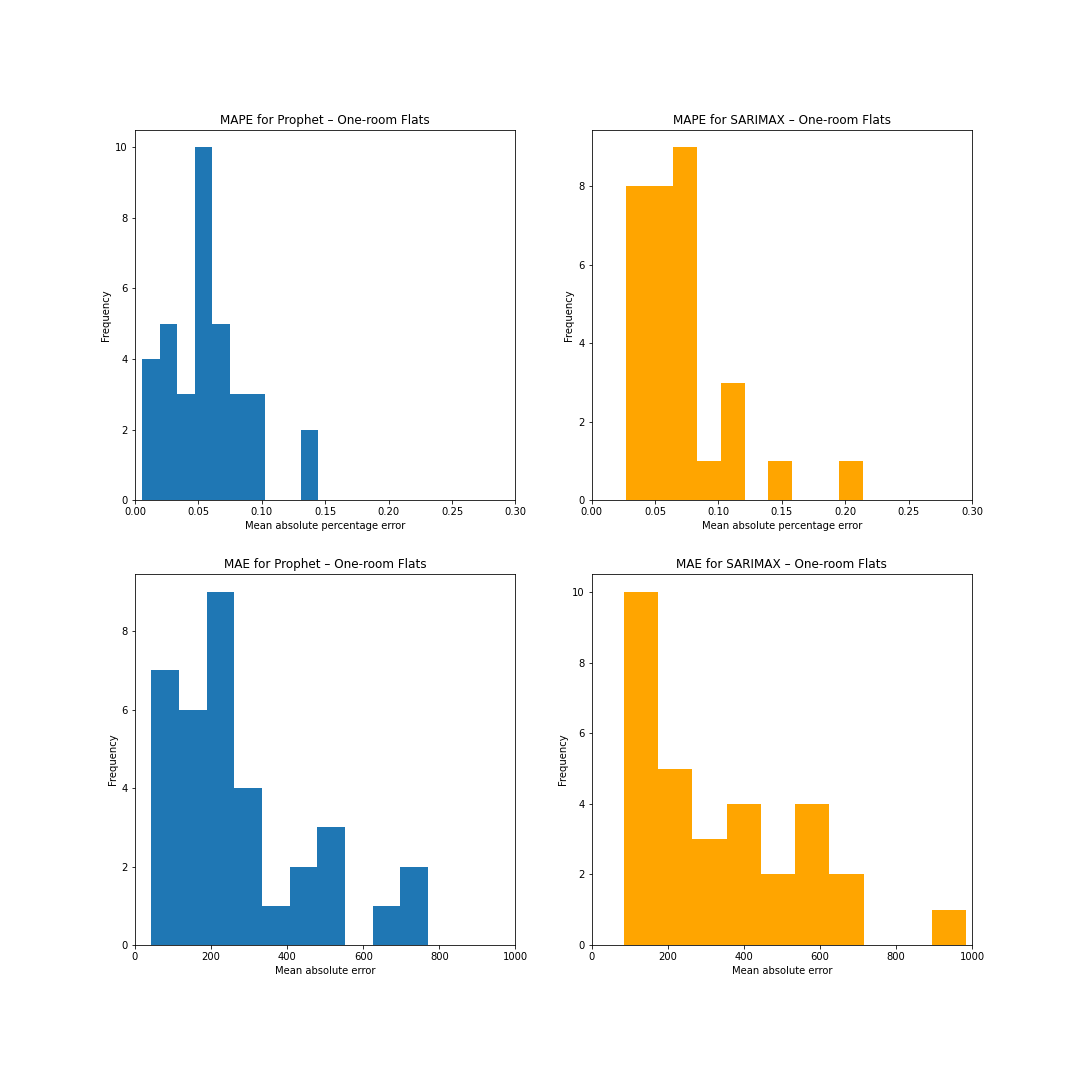 MAPE for Prophet – One-room Flats
Frequency
10
8
6
4
2
0
0.00 0.05 0.10 0.15 0.20 0.25 0.30
Mean absolute percentage error
MAPE for SARIMAX – One-room Flats
Frequency
8
6
4
2
0
0.00 0.05 0.10 0.15 0.20 0.25 0.30
Mean absolute percentage error
MAE for Prophet – One-room Flats
Frequency
8
6
4
2
0
0 200 400 600 800 1000
Mean absolute error
MAE for SARIMAX – One-room Flats
Frequency
10
8
6
4
2
0
0 200 400 600 800 1000
Mean absolute error